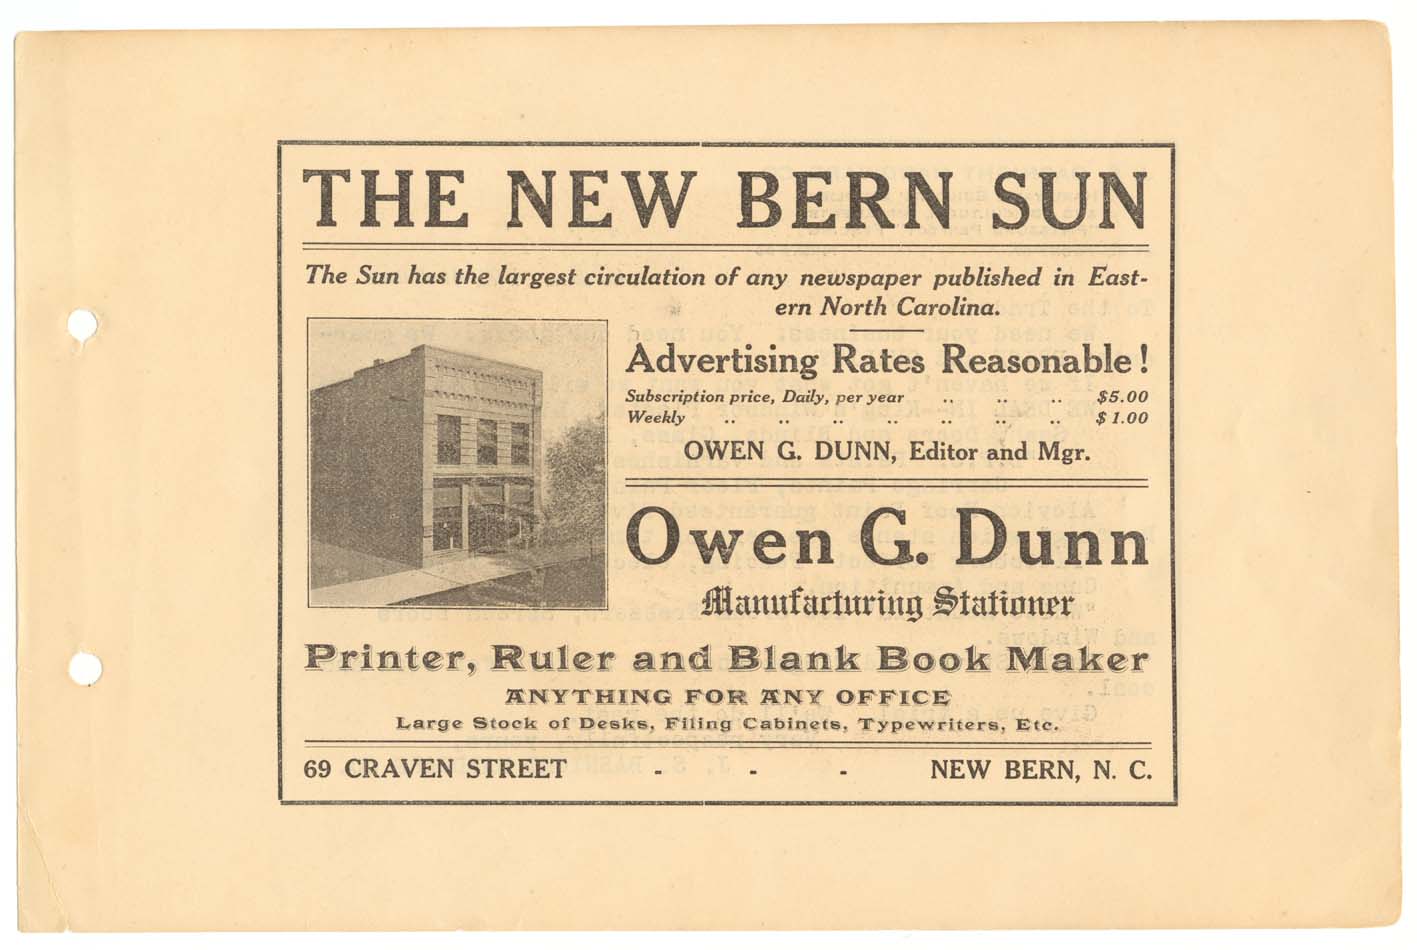 THE NEW BERN SUN
The Sun has the largest circulation of any newspaper published in East-
ern North Carolina.
Advertising Rates Reasonable!
Subscription price, Daily, per year .. .. .. $5.00
Weekly .. .. .. .. .. .. .. $1.00
OWEN G. DUNN, Editor and Mgr.
Owen G. Dunn
Manufacturing Stationer
Printer, Ruler and Blank Book Maker
ANYTHING FOR ANY OFFICE
Large Stock of Desks, Filing Cabinets, Typewriters, Etc.
69 CRAVEN STREET - - - NEW BERN, N. C.